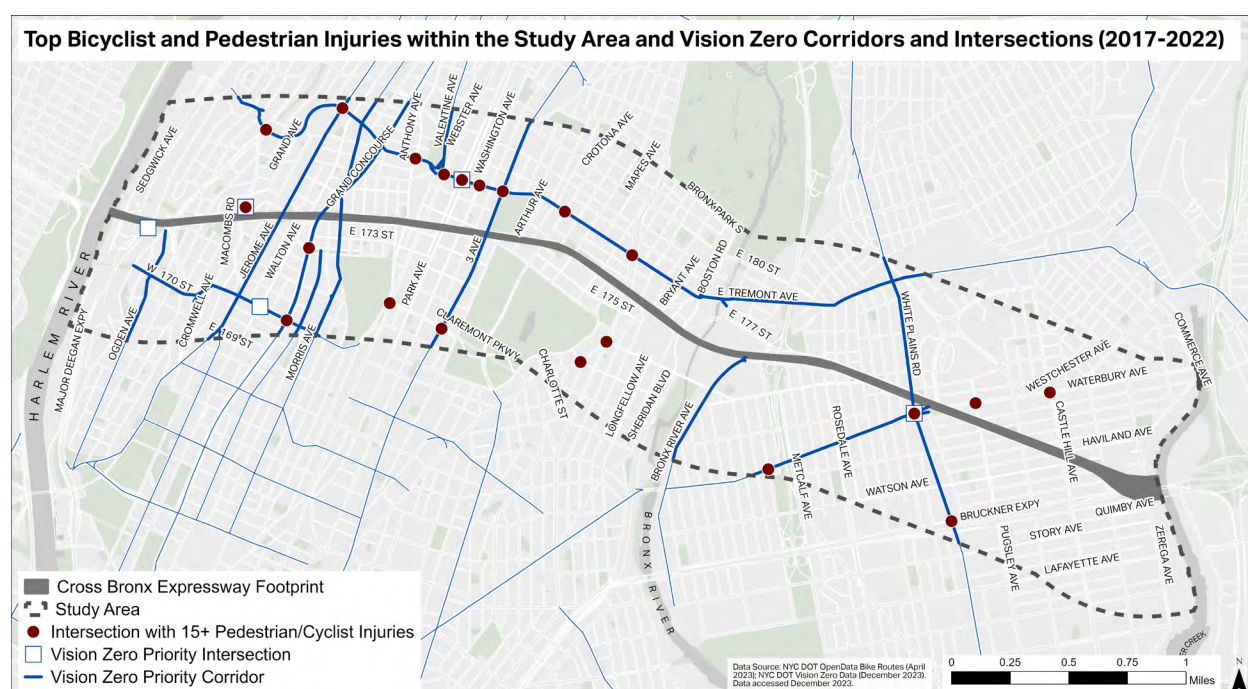 Top Bicyclist and Pedestrian Injuries within the Study Area and Vision Zero Corridors and Intersections (2017-2022)
SEDGWICK AVE
GRAND AVE
ANTHONY AVE
VALENTINE AVE
WEBSTER AVE
WASHINGTON AVE
CROTONA AVE
MAPES AVE
GRAND CONCOURSE
MACOMBS RD
JEROME AVE
WALTON AVE
E 173 ST
3 AVE
ARTHUR AVE
BRONX PARK S
E 180 ST
BOSTON RD
BRYANT AVE
E TREMONT AVE
E 177 ST
E 175 ST
W 170 ST
CROMWELL AVE
PARK AVE
CLAREMONT PKWY
E 169 ST
OGDEN AVE
MORRIS AVE
MAJOR DEEGAN EXPY
HARLEM RIVER
CHARLOTTE ST
LONGFELLOW AVE
SHERIDAN BLVD
BRONX RIVER AVE
WHITE PLAINS RD
COMMERCE AVE
WESTCHESTER AVE
WATERBURY AVE
CASTLE HILL AVE
HAVILAND AVE
ROSEDALE AVE
METCALF AVE
WATSON AVE
BRUCKNER EXPY
QUIMBY AVE
STORY AVE
PUGSLEY AVE
LAFAYETTE AVE
ZEREGA AVE
BRONX RIVER
ER CREEK
Cross Bronx Expressway Footprint
Study Area
Intersection with 15+ Pedestrian/Cyclist Injuries
Vision Zero Priority Intersection
Vision Zero Priority Corridor
Data Source: NYC DOT OpenData Bike Routes (April
2023); NYC DOT Vision Zero Data (December 2023).
Data accessed December 2023.
0 0.25 0.5 0.75 1
Miles
N